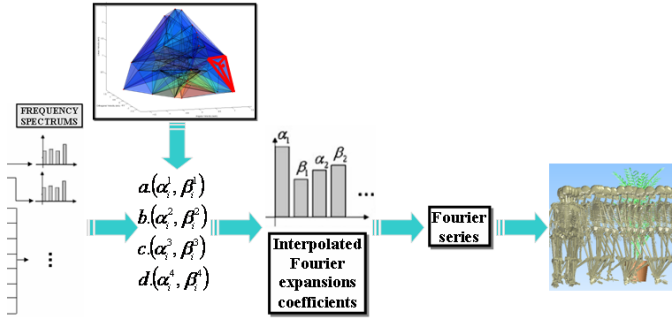 FREQUENCY
SPECTRUMS
a.(α_i^1, β_i^1)
b.(α_i^2, β_i^2)
c.(α_i^3, β_i^3)
d.(α_i^4, β_i^4)
α1
β1
α2
β2
...
Interpolated
Fourier
expansions
coefficients
Fourier
series